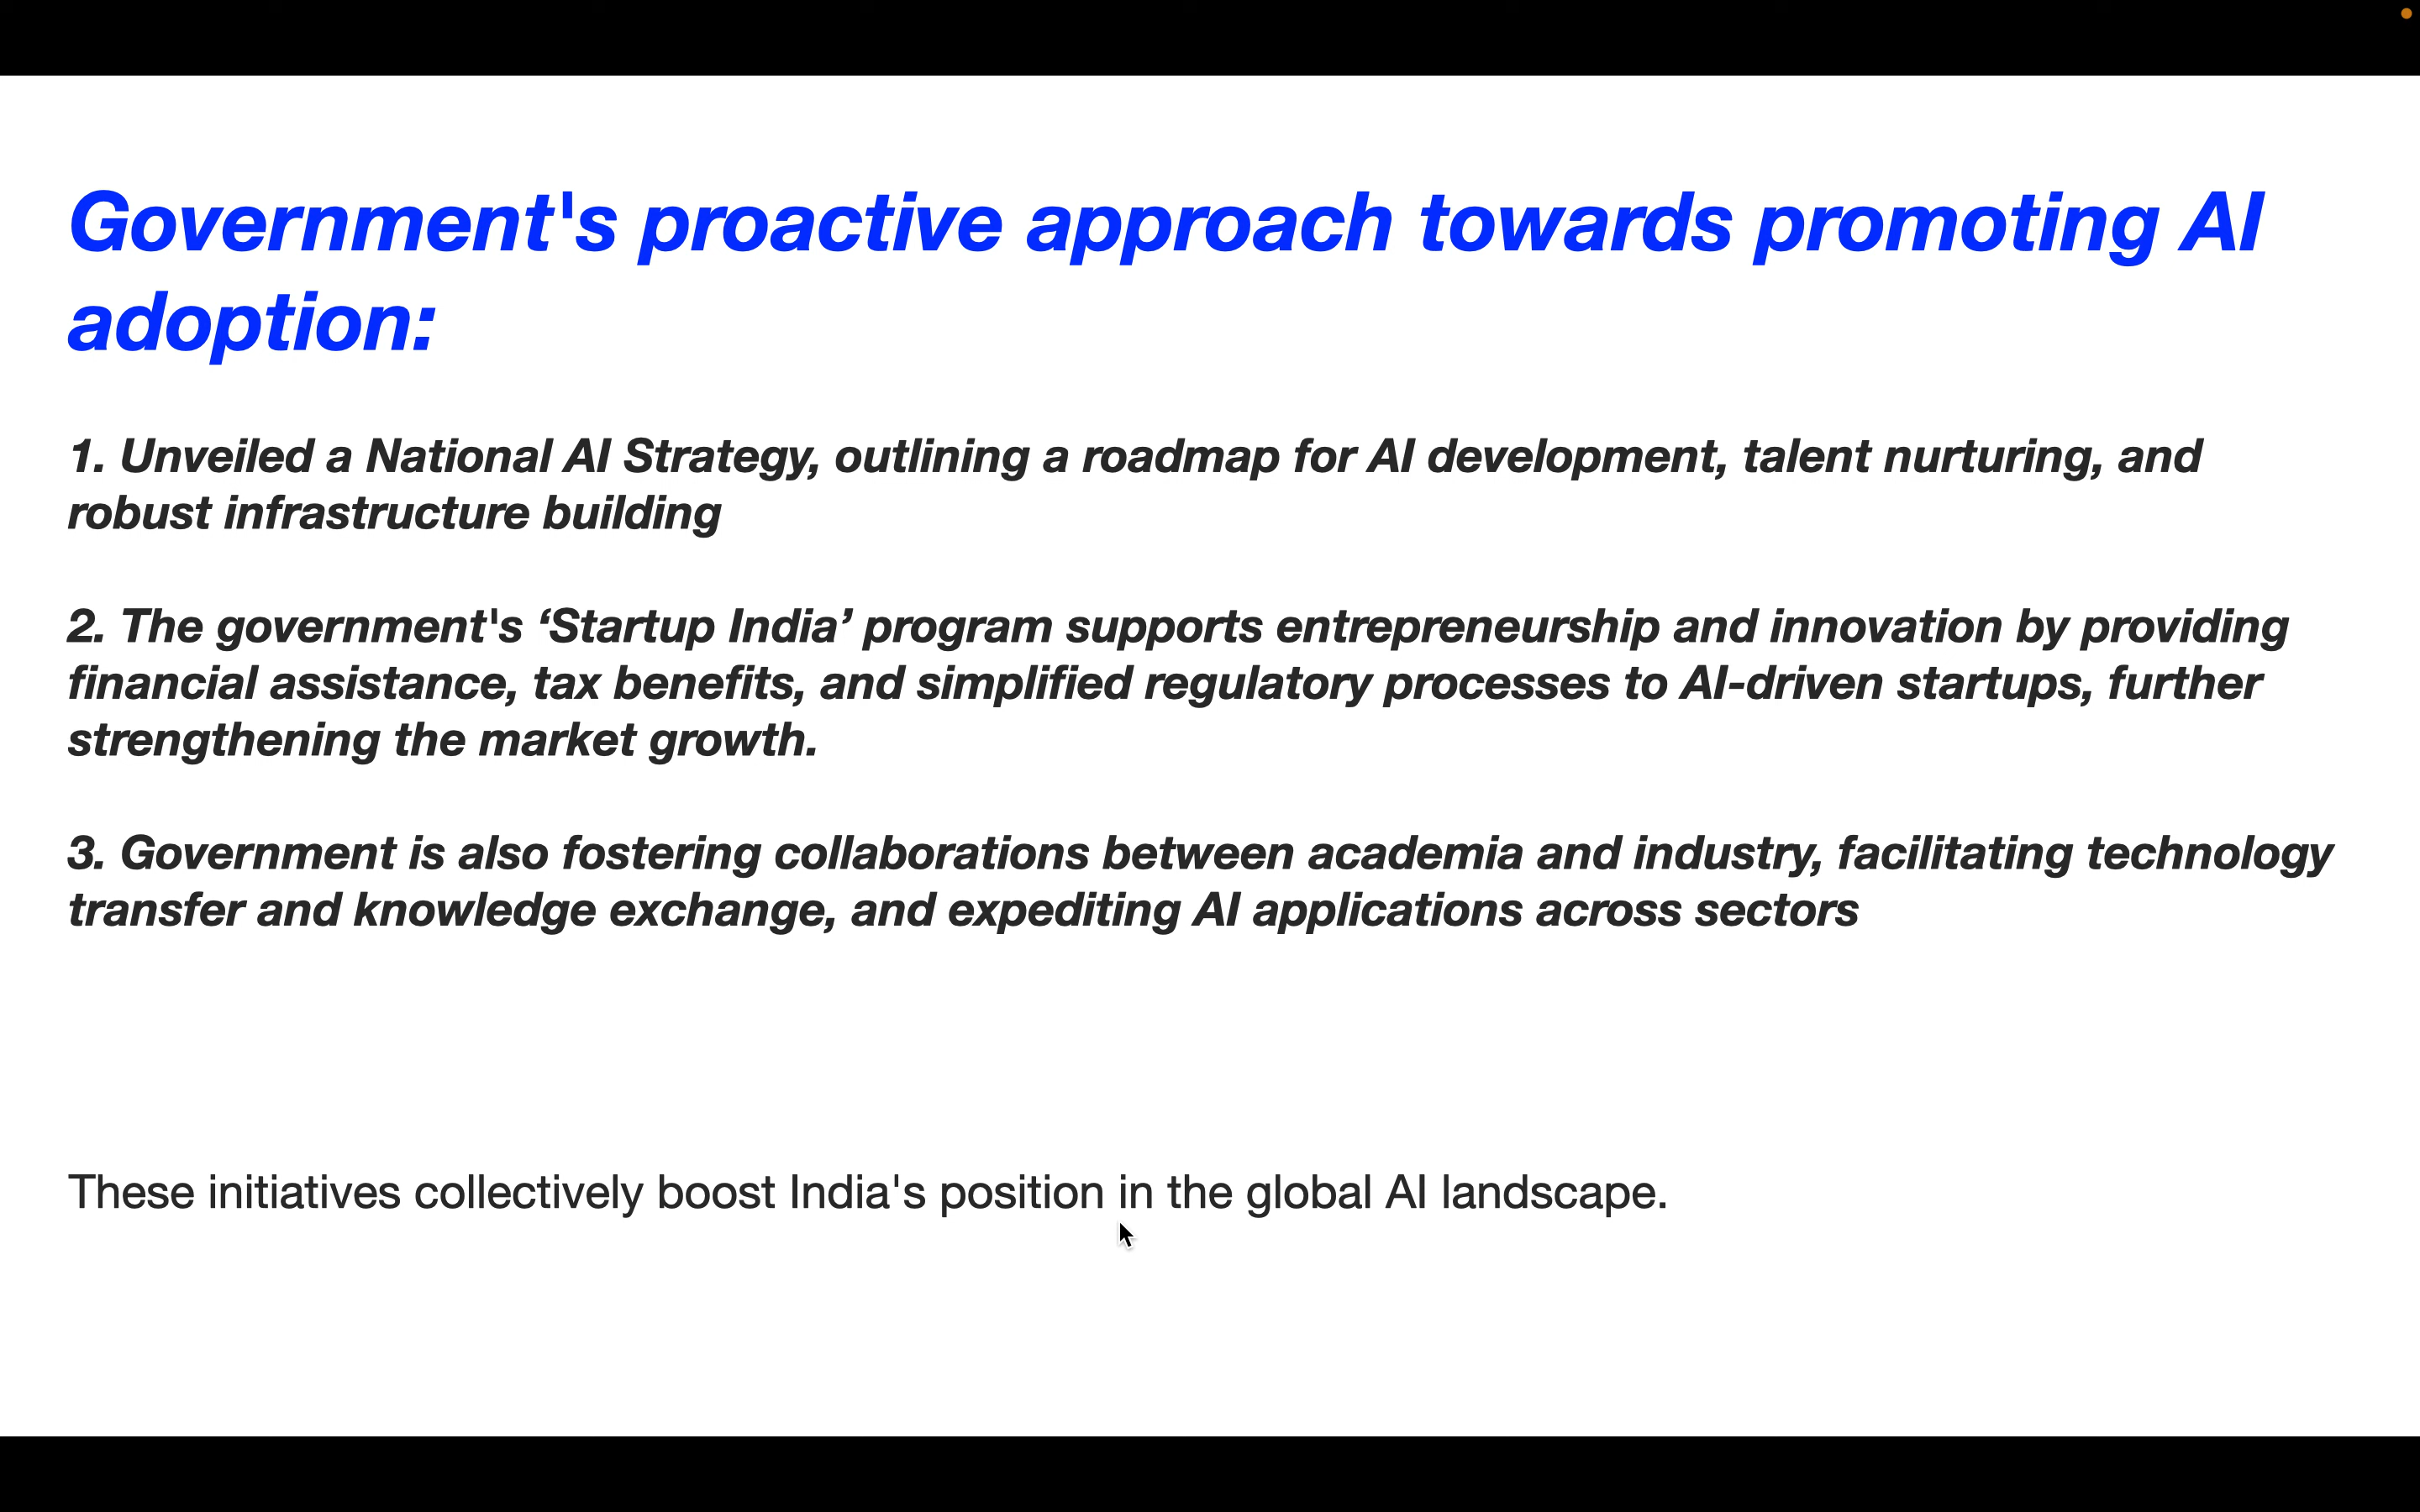 Government's proactive approach towards promoting AI
adoption:
1. Unveiled a National AI Strategy, outlining a roadmap for AI development, talent nurturing, and
robust infrastructure building
2. The government's ‘Startup India’ program supports entrepreneurship and innovation by providing
financial assistance, tax benefits, and simplified regulatory processes to AI-driven startups, further
strengthening the market growth.
3. Government is also fostering collaborations between academia and industry, facilitating technology
transfer and knowledge exchange, and expediting AI applications across sectors
These initiatives collectively boost India's position in the global AI landscape.